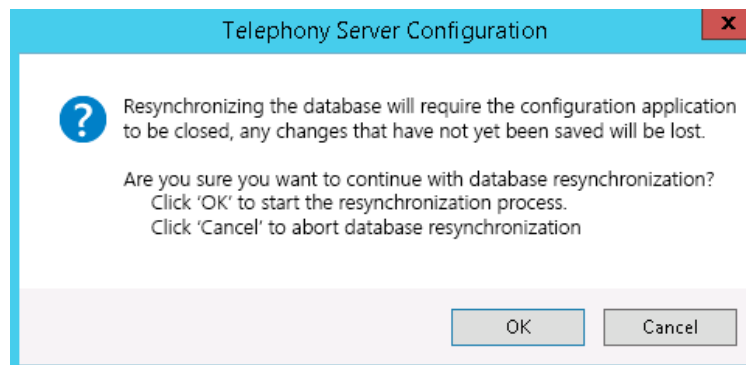 Telephony Server Configuration
x
?
Resynchronizing the database will require the configuration application
to be closed, any changes that have not yet been saved will be lost.
Are you sure you want to continue with database resynchronization?
Click ‘OK’ to start the resynchronization process.
Click ‘Cancel’ to abort database resynchronization
OK
Cancel